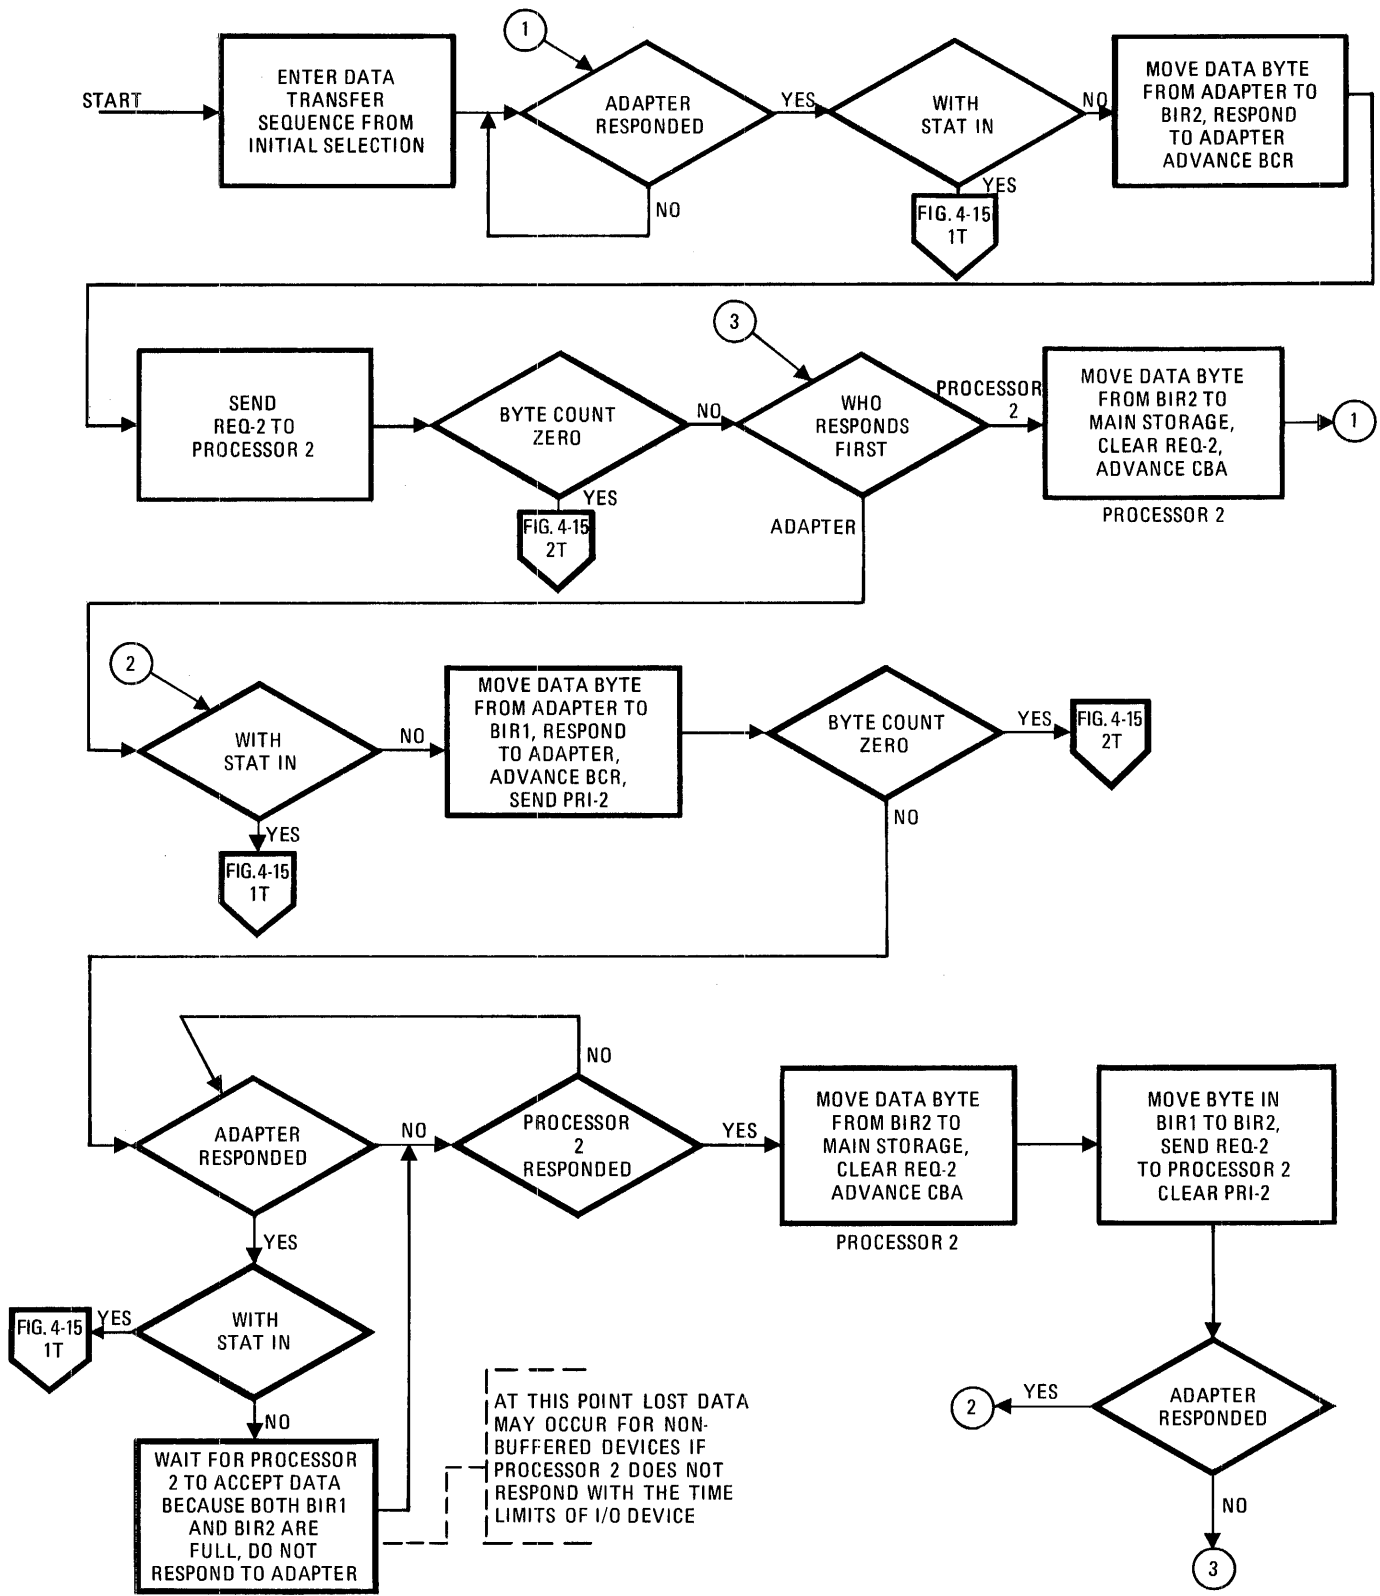 START
ENTER DATA
TRANSFER
SEQUENCE FROM
INITIAL SELECTION
1
ADAPTER
RESPONDED
NO
YES
WITH
STAT IN
YES
FIG. 4-15
1T
NO
MOVE DATA BYTE
FROM ADAPTER TO
BIR2, RESPOND
TO ADAPTER
ADVANCE BCR
SEND
REQ-2 TO
PROCESSOR 2
BYTE COUNT
ZERO
YES
FIG. 4-15
2T
NO
3
WHO
RESPONDS
FIRST
ADAPTER
PROCESSOR
2
MOVE DATA BYTE
FROM BIR2 TO
MAIN STORAGE,
CLEAR REQ-2,
ADVANCE CBA
PROCESSOR 2
1
2
WITH
STAT IN
YES
FIG. 4-15
1T
NO
MOVE DATA BYTE
FROM ADAPTER TO
BIR1, RESPOND
TO ADAPTER,
ADVANCE BCR,
SEND PRI-2
BYTE COUNT
ZERO
YES
FIG. 4-15
2T
NO
ADAPTER
RESPONDED
NO
YES
PROCESSOR
2
RESPONDED
NO
YES
MOVE DATA BYTE
FROM BIR2 TO
MAIN STORAGE,
CLEAR REQ-2
ADVANCE CBA
PROCESSOR 2
MOVE BYTE IN
BIR1 TO BIR2,
SEND REQ-2
TO PROCESSOR 2
CLEAR PRI-2
WITH
STAT IN
YES
FIG. 4-15
1T
NO
WAIT FOR PROCESSOR
2 TO ACCEPT DATA
BECAUSE BOTH BIR1
AND BIR2 ARE
FULL, DO NOT
RESPOND TO ADAPTER
AT THIS POINT LOST DATA
MAY OCCUR FOR NON-
BUFFERED DEVICES IF
PROCESSOR 2 DOES NOT
RESPOND WITH THE TIME
LIMITS OF I/O DEVICE
ADAPTER
RESPONDED
YES
2
NO
3